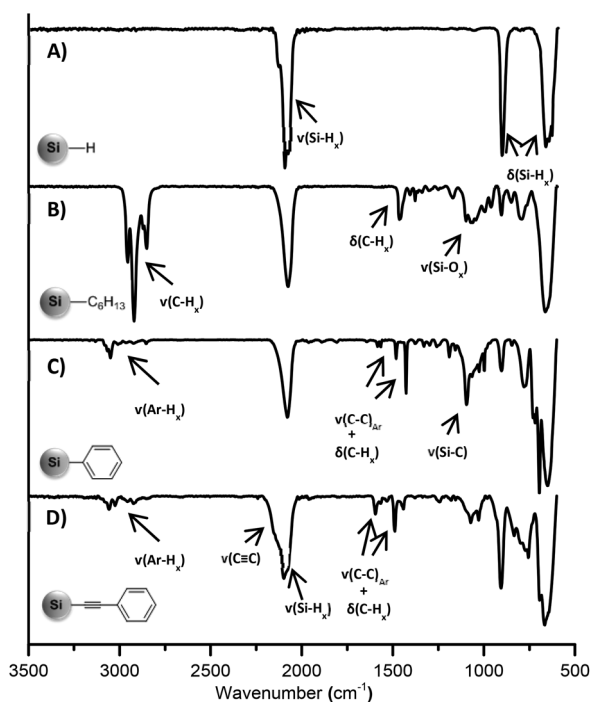 A)
Si H
ν(Si-Hx)
δ(Si-Hx)
B)
Si C6H13
ν(C-Hx)
δ(C-Hx)
ν(Si-Ox)
C)
Si
ν(Ar-Hx)
ν(C-C)Ar
+
δ(C-Hx)
ν(Si-C)
D)
Si
ν(Ar-Hx)
ν(C≡C)
ν(Si-Hx)
ν(C-C)Ar
+
δ(C-Hx)
3500 3000 2500 2000 1500 1000 500
Wavenumber (cm-1)